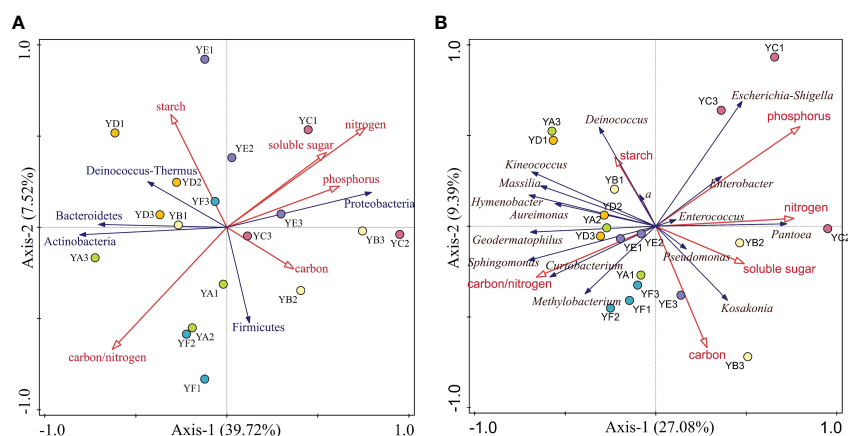 A
1.0
YE1
starch
YD1
YC1
nitrogen
soluble sugar
YE2
Deinococcus-Thermus
YD2
phosphorus
Proteobacteria
YF3
Bacteroidetes
YD3
YB1
YE3
Actinobacteria
YC3
YB3
YC2
YA3
carbon
YA1
YB2
Firmicutes
carbon/nitrogen
YF2
YA2
YF1
-1.0
-1.0
Axis-1 (39.72%)
1.0
Axis-2 (7.52%)
B
1.0
YC1
YC3
Escherichia-Shigella
phosphorus
YA3
Deinococcus
YD1
starch
Kineococcus
Massilia
YB1
Enterobacter
Hymenobacter
a
Aureimonas
YD2
nitrogen
YA2
Enterococcus
Pantoea
YC2
Geodermatophilus
YD3
YE1
YE2
YB2
Sphingomonas
Curtobacterium
Pseudomonas
soluble sugar
carbon/nitrogen
YA1
YF3
Methylobacterium
YF2
YF1
YE3
Kosakonia
carbon
YB3
-1.0
-1.0
Axis-1 (27.08%)
1.0
Axis-2 (9.39%)